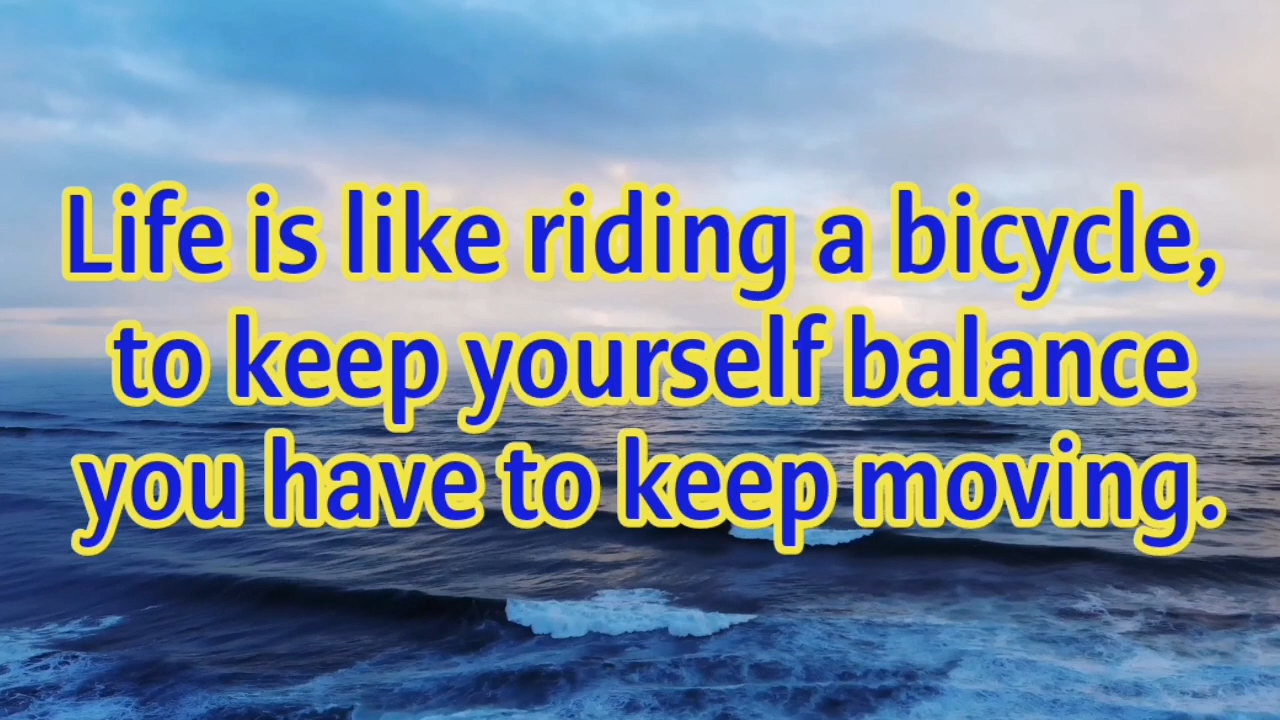 Life is like riding a bicycle,
to keep yourself balance
you have to keep moving.